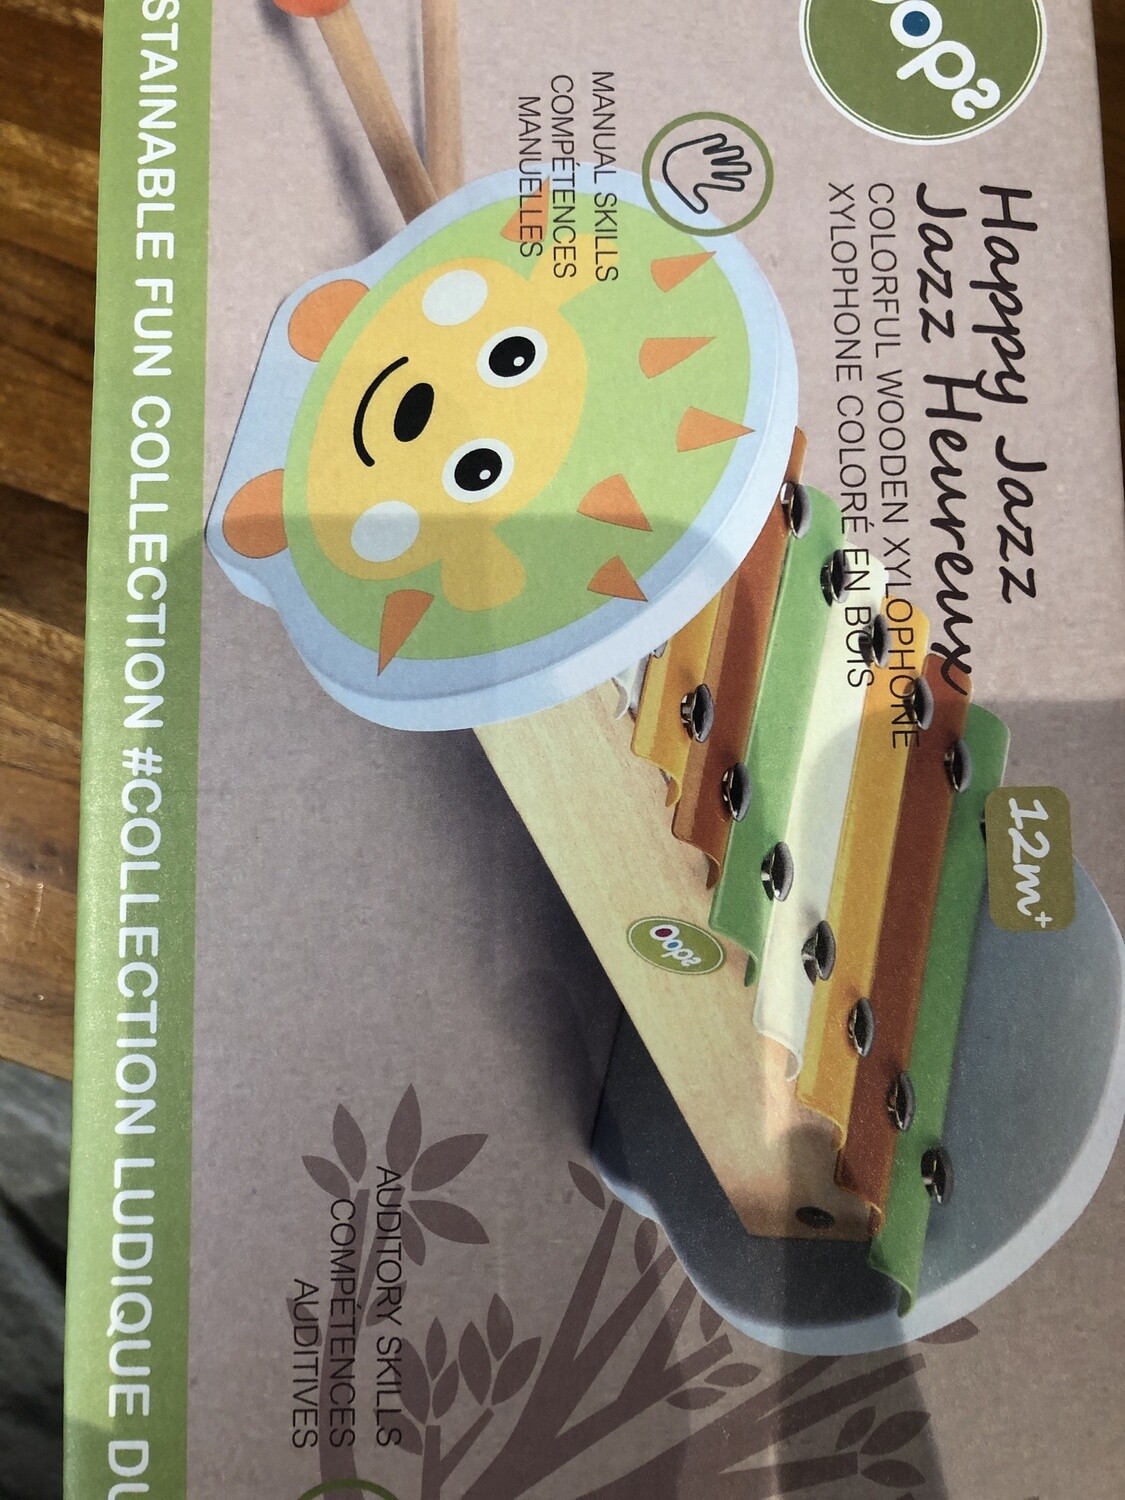 Oops
Happy Jazz
Jazz Heureux
COLORFUL WOODEN XYLOPHONE
XYLOPHONE COLORÉ EN BOIS
12m+
MANUAL SKILLS
COMPÉTENCES
MANUELLES
Oops
AUDITORY SKILLS
COMPÉTENCES
AUDITIVES
STAINABLE FUN COLLECTION #COLLECTION LUDIQUE DU